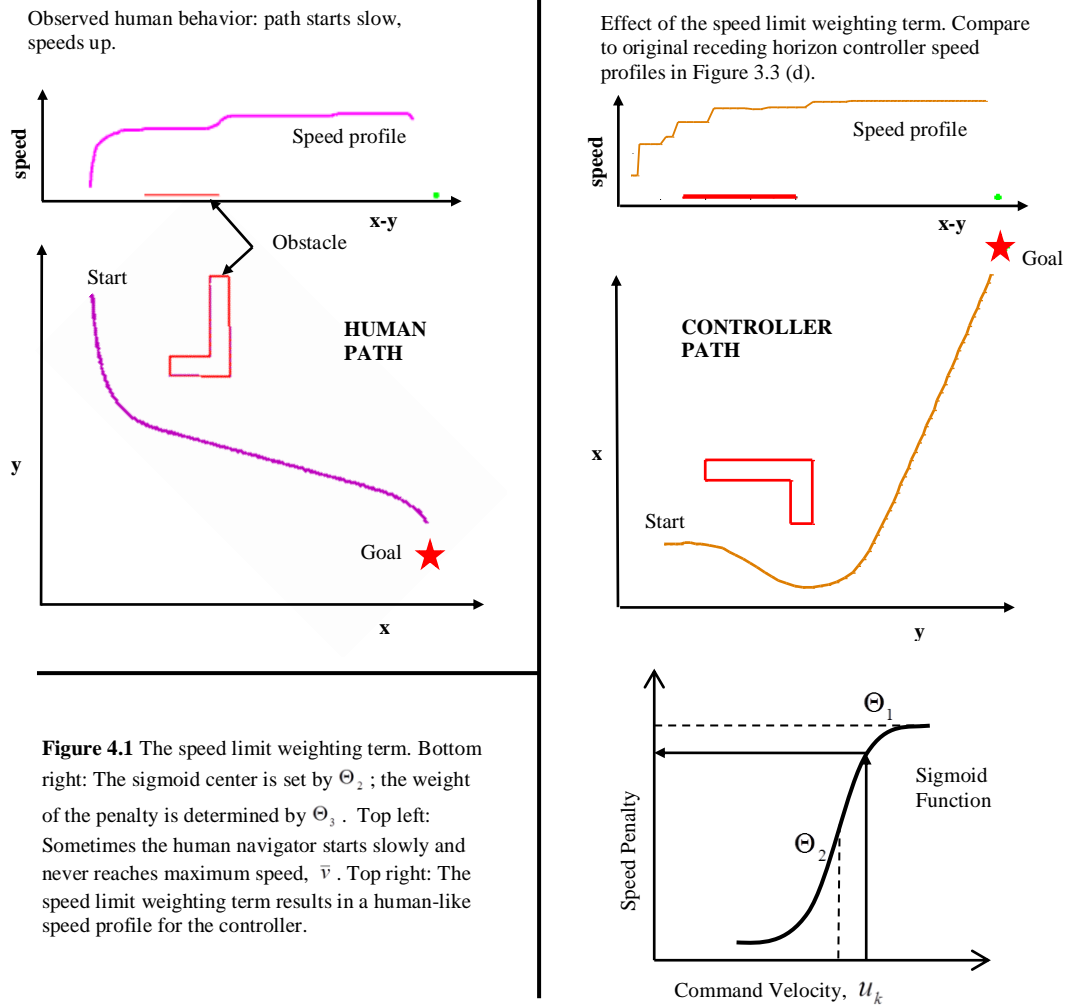 Observed human behavior: path starts slow,
speeds up.
speed
Speed profile
x-y
Obstacle
Start
HUMAN
PATH
y
Goal
x
Figure 4.1 The speed limit weighting term. Bottom
right: The sigmoid center is set by Θ₂ ; the weight
of the penalty is determined by Θ₃ . Top left:
Sometimes the human navigator starts slowly and
never reaches maximum speed, v̄ . Top right: The
speed limit weighting term results in a human-like
speed profile for the controller.
Effect of the speed limit weighting term. Compare
to original receding horizon controller speed
profiles in Figure 3.3 (d).
speed
Speed profile
x-y
Goal
CONTROLLER
PATH
x
Start
y
Θ₁
Sigmoid
Function
Θ₂
Speed Penalty
Command Velocity, uₖ